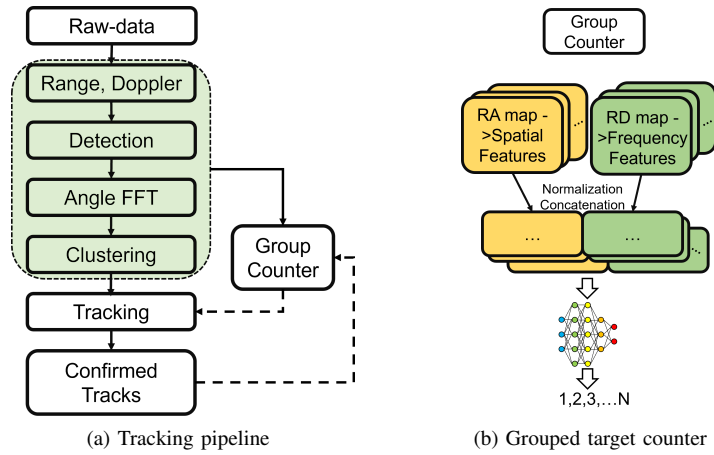 Raw-data
Range, Doppler
Detection
Angle FFT
Clustering
Tracking
Confirmed
Tracks
Group
Counter
(a) Tracking pipeline
Group
Counter
RA map -
>Spatial
Features
...
RD map -
>Frequency
Features
...
Normalization
Concatenation
...
...
...
1,2,3,...N
(b) Grouped target counter